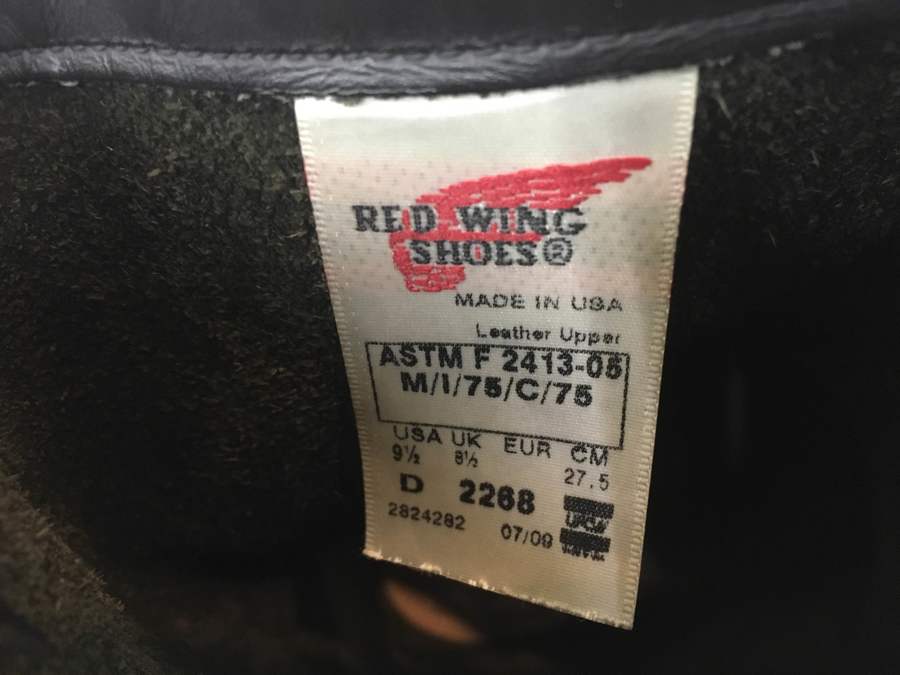 RED WING
SHOES®
MADE IN USA
Leather Upper
ASTM F 2413-05
M/I/75/C/75
USA UK EUR CM
9½ 8½ 27.5
D 2268
2824282 07/09
UFCW